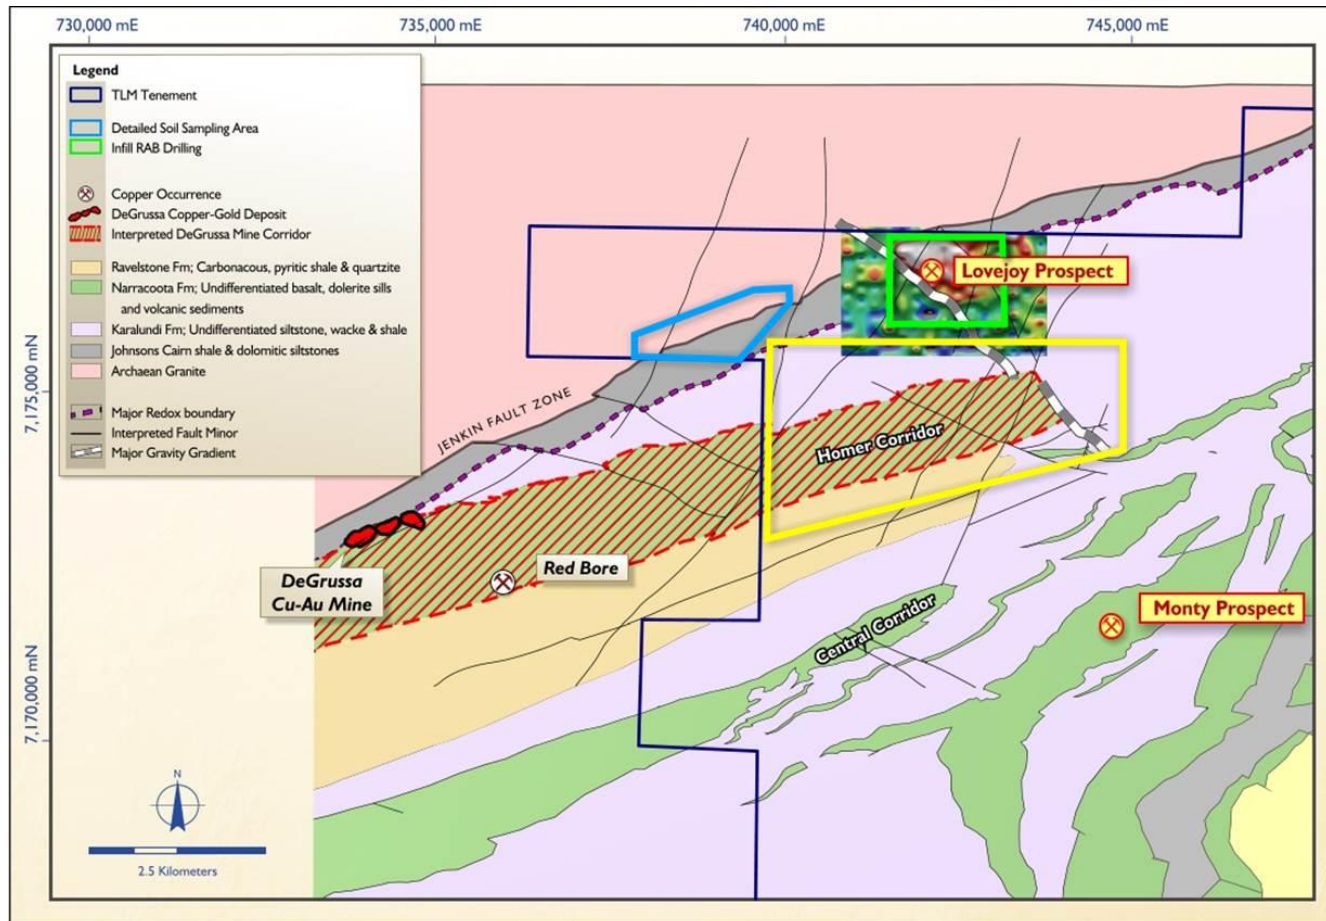 730,000 mE
735,000 mE
740,000 mE
745,000 mE
Legend
TLM Tenement
Detailed Soil Sampling Area
Infill RAB Drilling
Copper Occurrence
DeGrussa Copper-Gold Deposit
Interpreted DeGrussa Mine Corridor
Ravelstone Fm; Carbonacous, pyritic shale & quartzite
Narracoota Fm; Undifferentiated basalt, dolerite sills
and volcanic sediments
Karalundi Fm; Undifferentiated siltstone, wacke & shale
Johnsons Cairn shale & dolomitic siltstones
Archaean Granite
Major Redox boundary
Interpreted Fault Minor
Major Gravity Gradient
Lovejoy Prospect
7,175,000 mN
JENKIN FAULT ZONE
Homer Corridor
Red Bore
DeGrussa
Cu-Au Mine
Monty Prospect
Central Corridor
7,170,000 mN
N
2.5 Kilometers